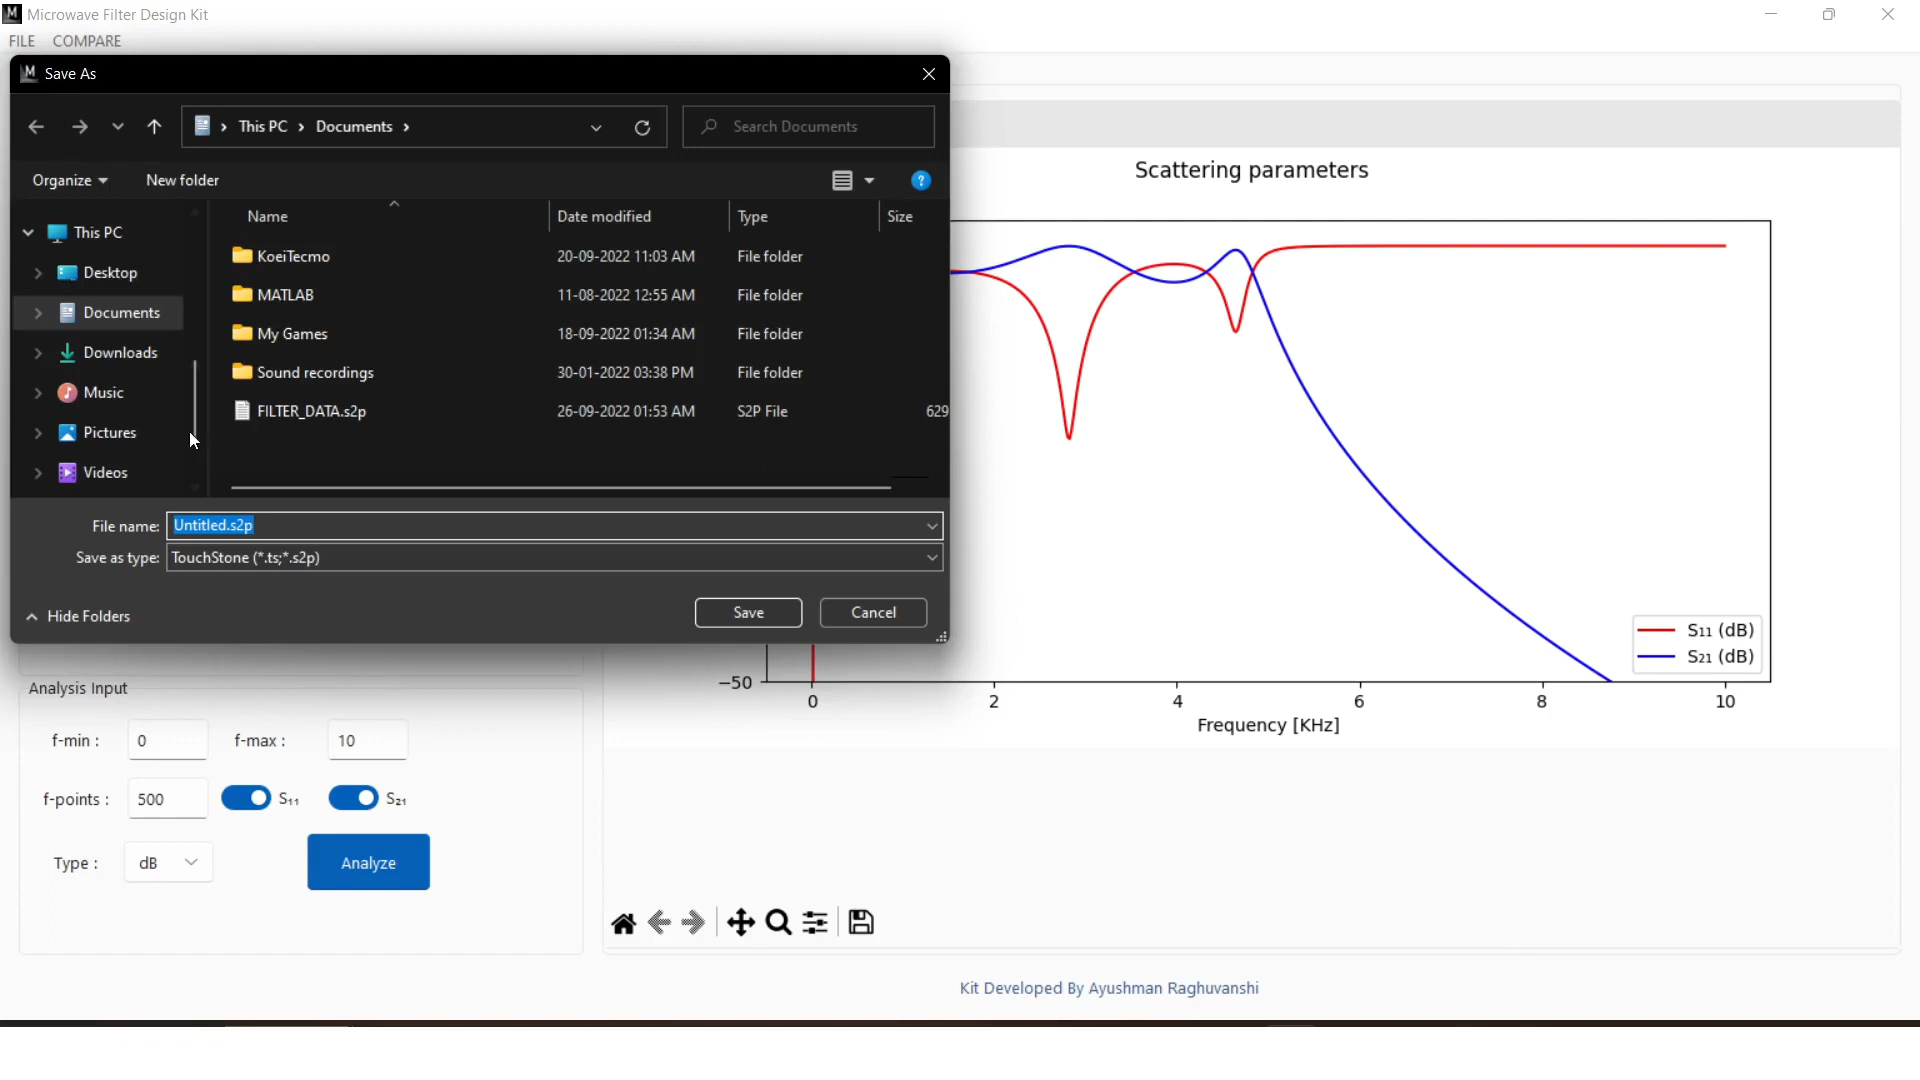 Microwave Filter Design Kit
FILE COMPARE
Save As
This PC Documents
Search Documents
Organize New folder
Name Date modified Type Size
This PC
Desktop
Documents
Downloads
Music
Pictures
Videos
KoeiTecmo 20-09-2022 11:03 AM File folder
MATLAB 11-08-2022 12:55 AM File folder
My Games 18-09-2022 01:34 AM File folder
Sound recordings 30-01-2022 03:38 PM File folder
FILTER_DATA.s2p 26-09-2022 01:53 AM S2P File 629
File name: Untitled.s2p
Save as type: TouchStone (*.ts;*.s2p)
Hide Folders
Save Cancel
Scattering parameters
S₁₁ (dB)
S₂₁ (dB)
−50
0 2 4 6 8 10
Frequency [KHz]
Analysis Input
f-min : 0 f-max : 10
f-points : 500 S₁₁ S₂₁
Type : dB Analyze
Kit Developed By Ayushman Raghuvanshi